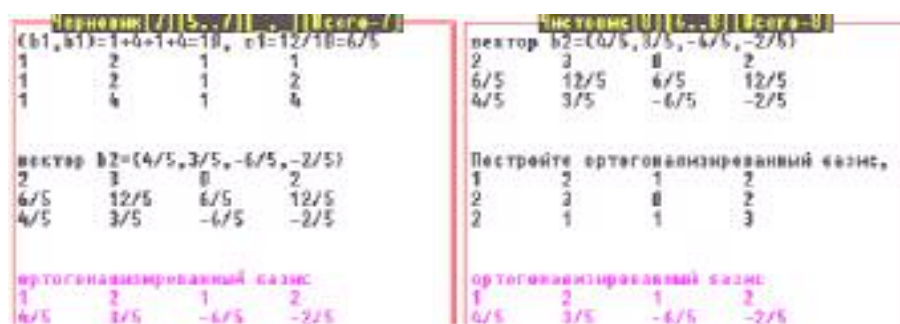 Черновик[7][5..7][ , ][Всего-7]
(b1,b1)=1+4+1+4=10, c1=12/10=6/5
1 2 1 1
1 2 1 2
1 4 1 4
вектор b2=(4/5,3/5,-6/5,-2/5)
2 3 0 2
6/5 12/5 6/5 12/5
4/5 3/5 -6/5 -2/5
ортогонализированный базис
1 2 1 2
4/5 3/5 -6/5 -2/5
Чистовик[8][6..8][Всего-8]
вектор b2=(4/5,3/5,-6/5,-2/5)
2 3 0 2
6/5 12/5 6/5 12/5
4/5 3/5 -6/5 -2/5
Постройте ортогонализированный базис,
1 2 1 2
2 3 0 2
2 1 1 3
ортогонализированный базис
1 2 1 2
4/5 3/5 -6/5 -2/5